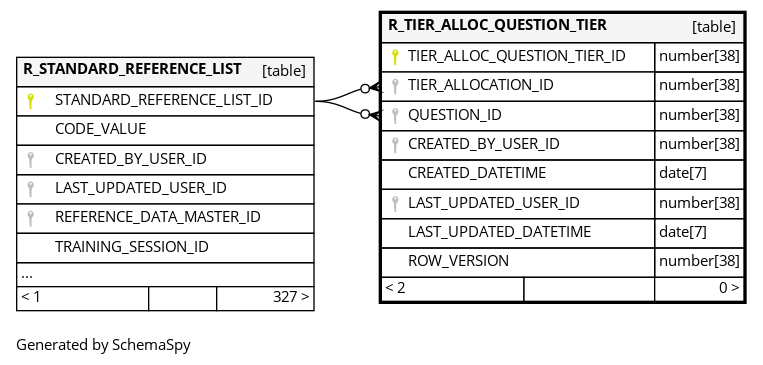 R_STANDARD_REFERENCE_LIST [table]
STANDARD_REFERENCE_LIST_ID
CODE_VALUE
CREATED_BY_USER_ID
LAST_UPDATED_USER_ID
REFERENCE_DATA_MASTER_ID
TRAINING_SESSION_ID
...
< 1 327 >
R_TIER_ALLOC_QUESTION_TIER [table]
TIER_ALLOC_QUESTION_TIER_ID number[38]
TIER_ALLOCATION_ID number[38]
QUESTION_ID number[38]
CREATED_BY_USER_ID number[38]
CREATED_DATETIME date[7]
LAST_UPDATED_USER_ID number[38]
LAST_UPDATED_DATETIME date[7]
ROW_VERSION number[38]
< 2 0 >
Generated by SchemaSpy